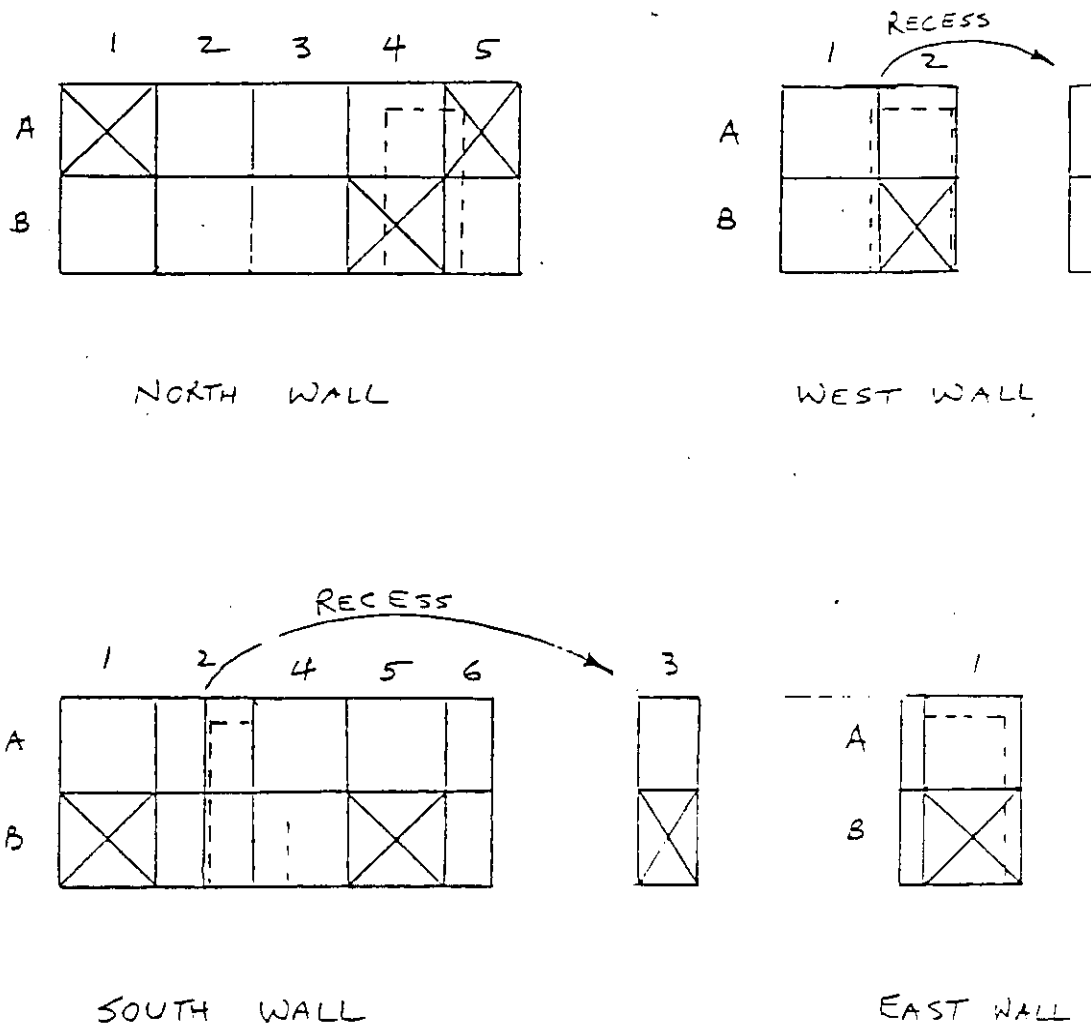 RECESS
1 2 3 4 5
1 2
A
A
B
B
NORTH WALL
WEST WALL
RECESS
1 2 4 5 6
3
1
A
A
B
B
SOUTH WALL
EAST WALL